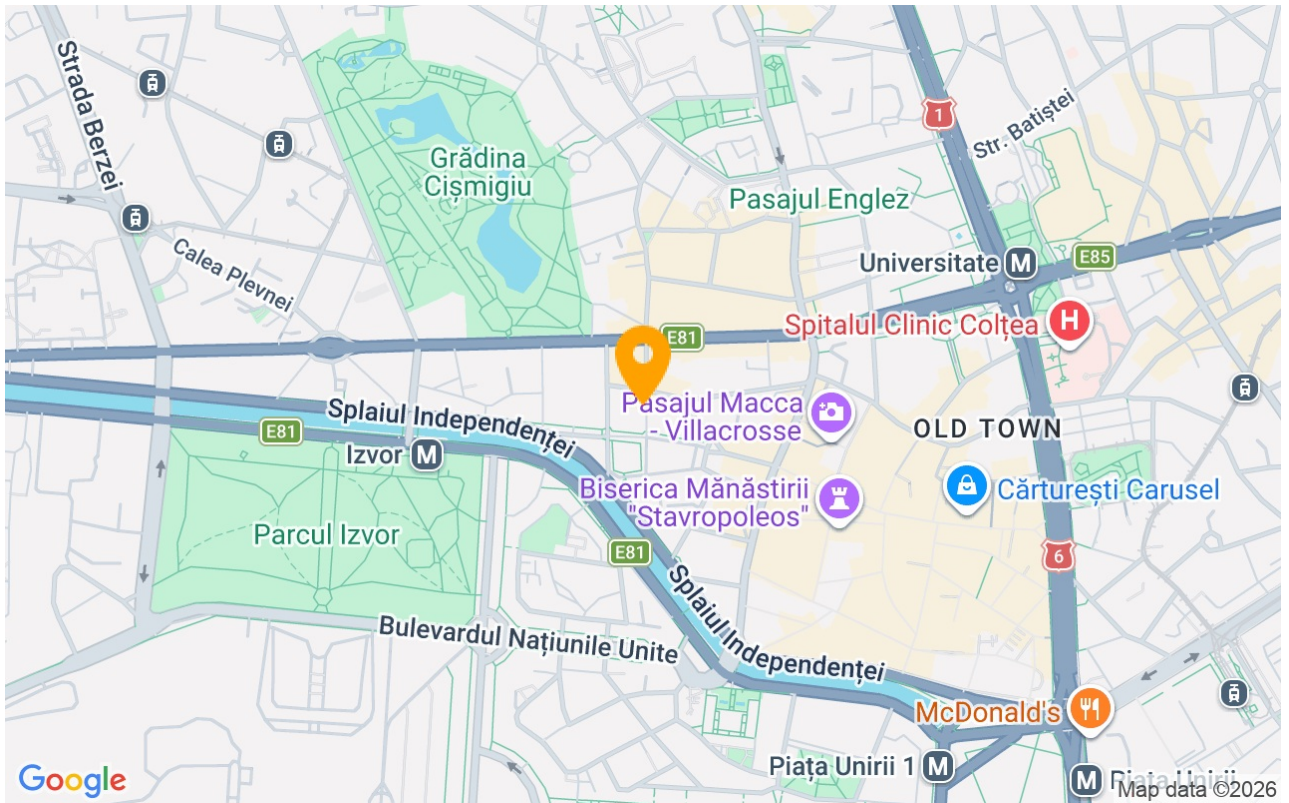 Strada Berzei
Grădina
Cișmigiu
1
Str. Batiștei
Pasajul Englez
Calea Plevnei
Universitate M
E85
Spitalul Clinic Colțea H
E81
Splaiul Independenței
E81
Izvor M
Pasajul Macca
- Villacrosse
OLD TOWN
Biserica Mănăstirii
"Stavropoleos"
Cărturești Carusel
Parcul Izvor
E81
6
Splaiul Independenței
Bulevardul Națiunile Unite
McDonald's
Piața Unirii 1 M
M Piața Unirii
Google
Map data ©2026